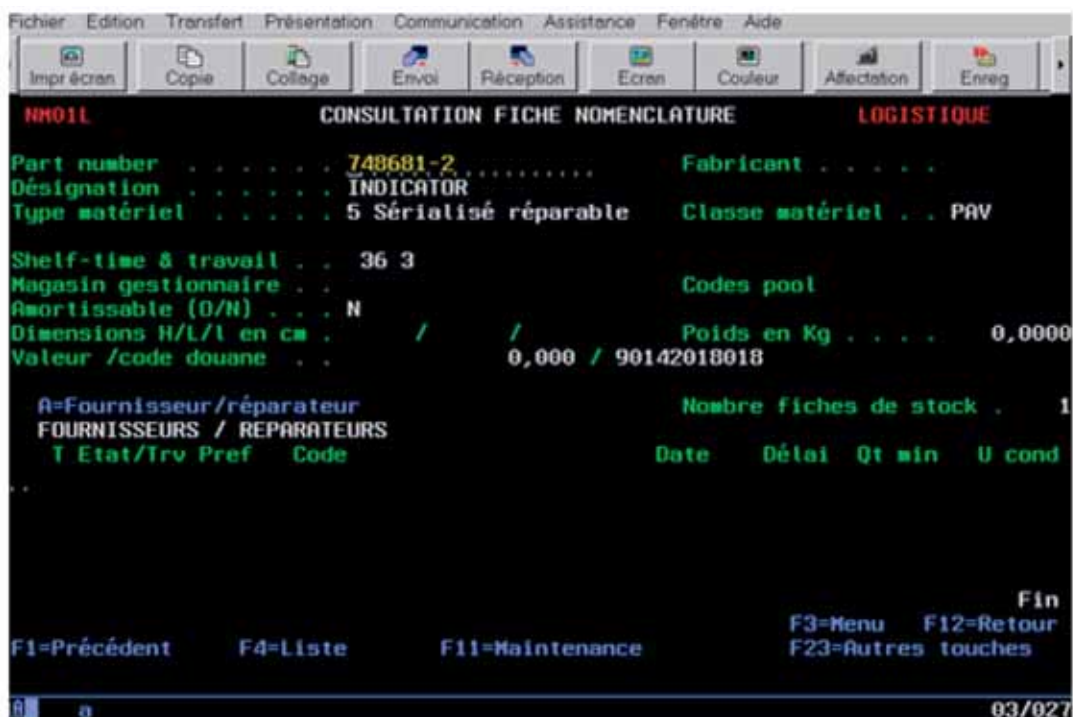 Fichier Edition Transfert Présentation Communication Assistance Fenêtre Aide
Impr écran Copie Collage Envoi Réception Ecran Couleur Affectation Enreg
NM01L CONSULTATION FICHE NOMENCLATURE LOGISTIQUE
Part number . . . . . . 748681-2 . . . . . . . . . . Fabricant . . . . .
Désignation . . . . . . INDICATOR
Type matériel . . . . . 5 Sérialisé réparable Classe matériel . . PAV
Shelf-time & travail . . 36 3
Magasin gestionnaire . . Codes pool
Amortissable (O/N) . . . N
Dimensions H/L/l en cm . / / Poids en Kg . . . . 0,0000
Valeur /code douane . . 0,000 / 90142018018
A=Fournisseur/réparateur Nombre fiches de stock . 1
FOURNISSEURS / REPARATEURS
T Etat/Trv Pref Code Date Délai Qt min U cond
..
Fin
F3=Menu F12=Retour
F1=Précédent F4=Liste F11=Maintenance F23=Autres touches
A a 03/027